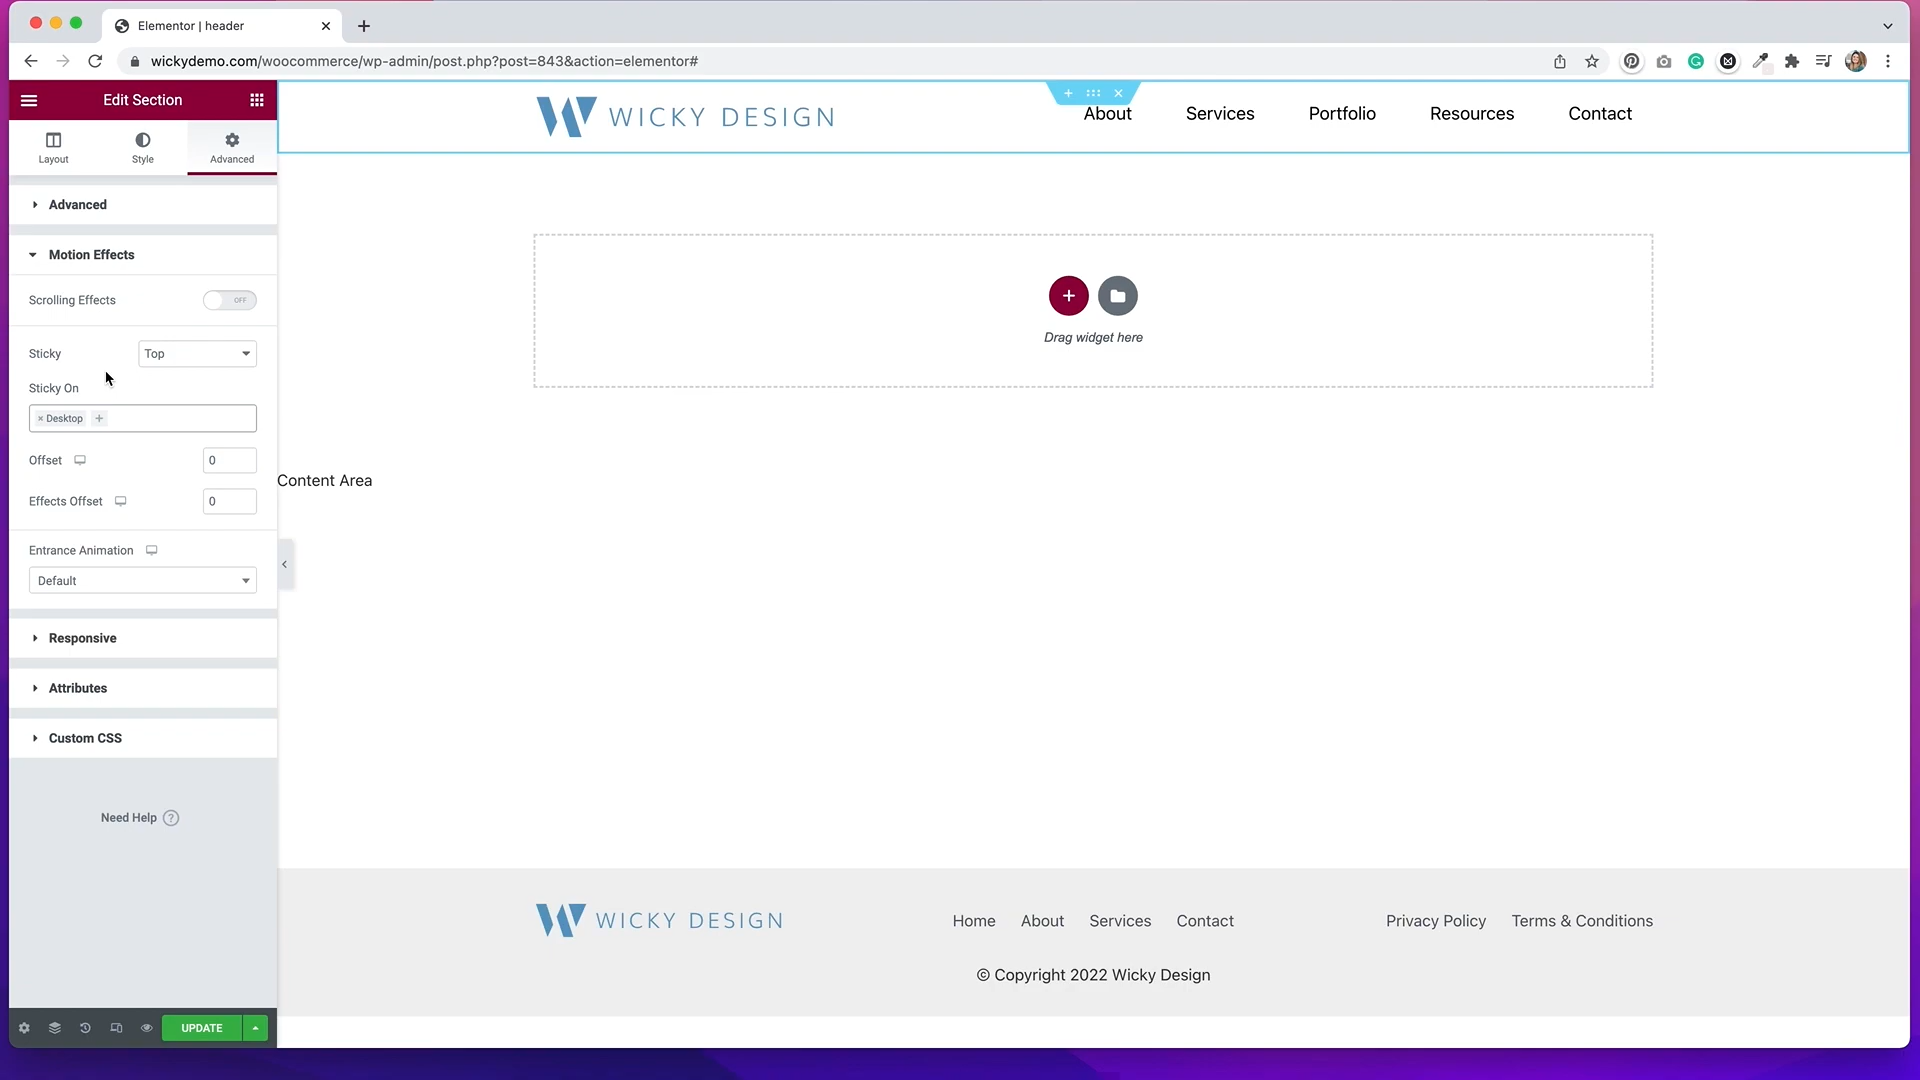 Elementor | header
wickydemo.com/woocommerce/wp-admin/post.php?post=843&action=elementor#
Edit Section
Layout
Style
Advanced
Advanced
Motion Effects
Scrolling Effects
OFF
Sticky
Top
Sticky On
× Desktop +
Offset
0
Effects Offset
0
Entrance Animation
Default
Responsive
Attributes
Custom CSS
Need Help ?
UPDATE
WICKY DESIGN
About
Services
Portfolio
Resources
Contact
Drag widget here
Content Area
WICKY DESIGN
Home
About
Services
Contact
Privacy Policy
Terms & Conditions
© Copyright 2022 Wicky Design